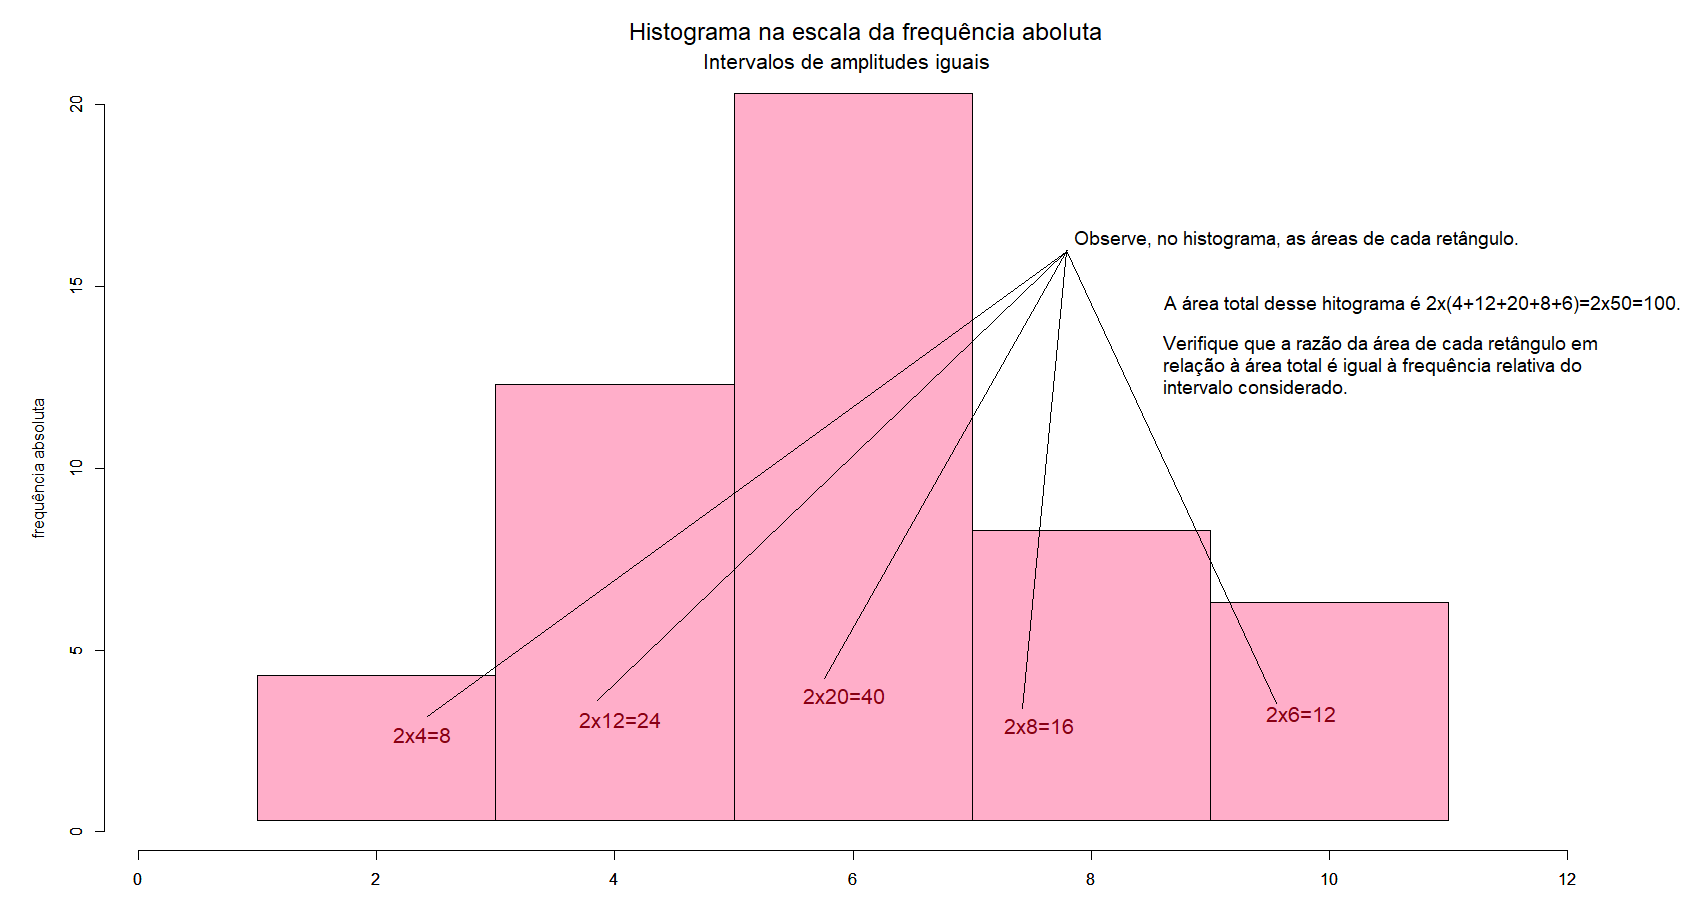 Histograma na escala da frequência aboluta
Intervalos de amplitudes iguais
20
15
10
5
0
frequência absoluta
Observe, no histograma, as áreas de cada retângulo.
A área total desse hitograma é 2x(4+12+20+8+6)=2x50=100.
Verifique que a razão da área de cada retângulo em
relação à área total é igual à frequência relativa do
intervalo considerado.
2x4=8
2x12=24
2x20=40
2x8=16
2x6=12
0
2
4
6
8
10
12